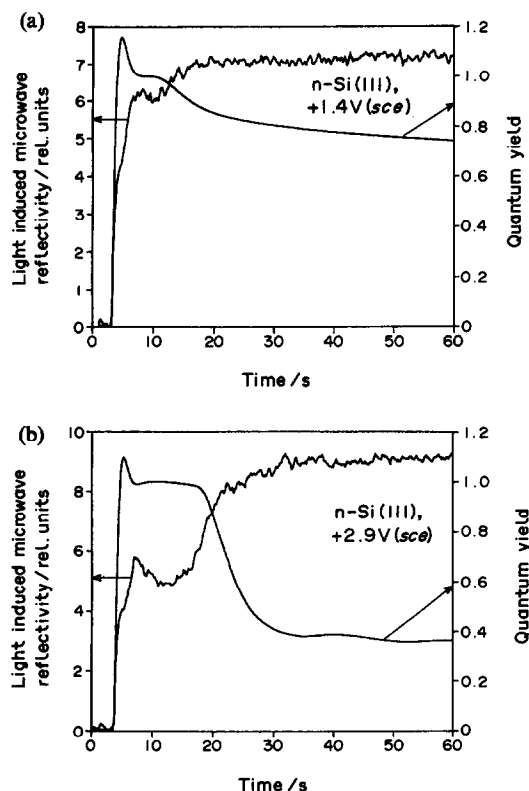 (a)
8
7
6
5
4
3
2
1
0
1.2
1.0
0.8
0.6
0.4
0.2
0
0 10 20 30 40 50 60
Light induced microwave
reflectivity/rel. units
Quantum yield
n-Si(111),
+1.4V(sce)
Time /s
(b)
10
8
6
4
2
0
1.2
1.0
0.8
0.6
0.4
0.2
0
0 10 20 30 40 50 60
Light induced microwave
reflectivity/rel. units
Quantum yield
n-Si(111),
+2.9V(sce)
Time /s